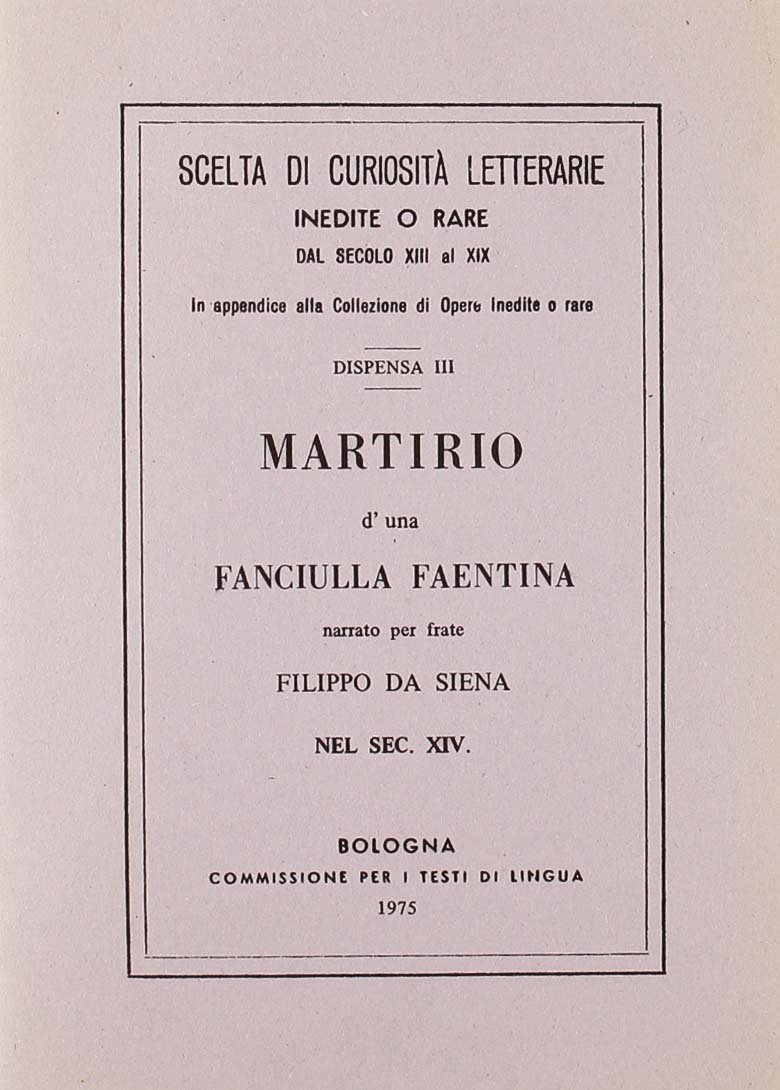 SCELTA DI CURIOSITÀ LETTERARIE
INEDITE O RARE
DAL SECOLO XIII al XIX
In appendice alla Collezione di Opere Inedite o rare
DISPENSA III
MARTIRIO
d' una
FANCIULLA FAENTINA
narrato per frate
FILIPPO DA SIENA
NEL SEC. XIV.
BOLOGNA
COMMISSIONE PER I TESTI DI LINGUA
1975